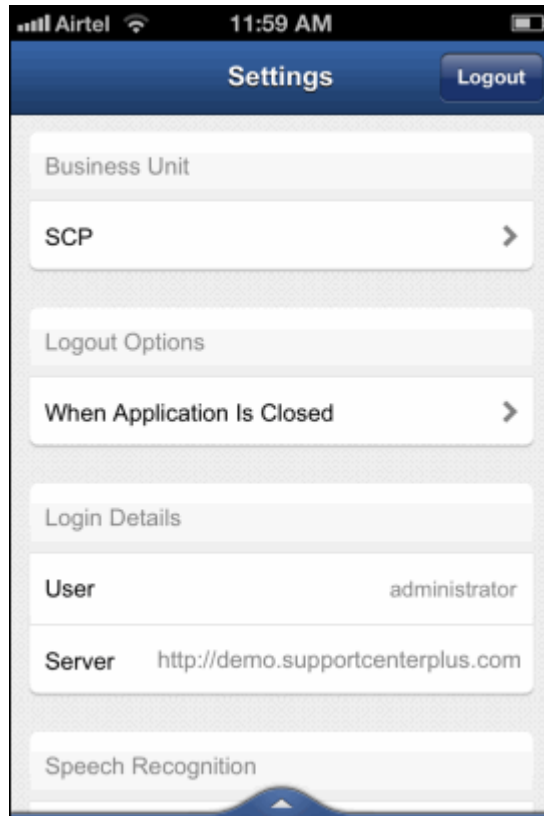 Airtel 11:59 AM
Settings Logout
Business Unit
SCP
Logout Options
When Application Is Closed
Login Details
User administrator
Server http://demo.supportcenterplus.com
Speech Recognition